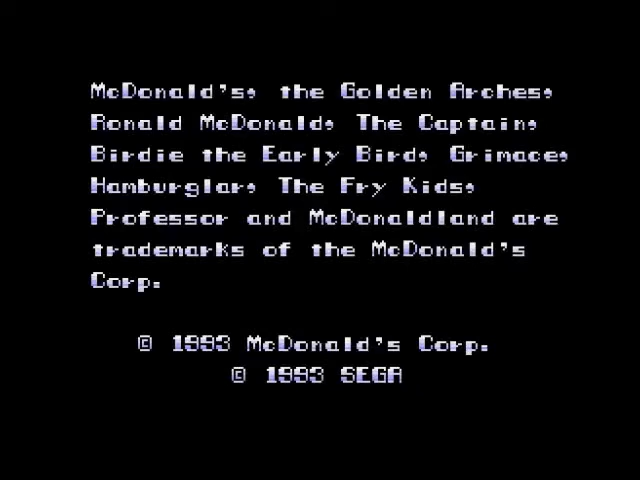 McDonald's, the Golden Arches,
Ronald McDonald, The Captain,
Birdie the Early Bird, Grimace,
Hamburglar, The Fry Kids,
Professor and McDonaldland are
trademarks of the McDonald's
Corp.
© 1993 McDonald's Corp.
© 1993 SEGA